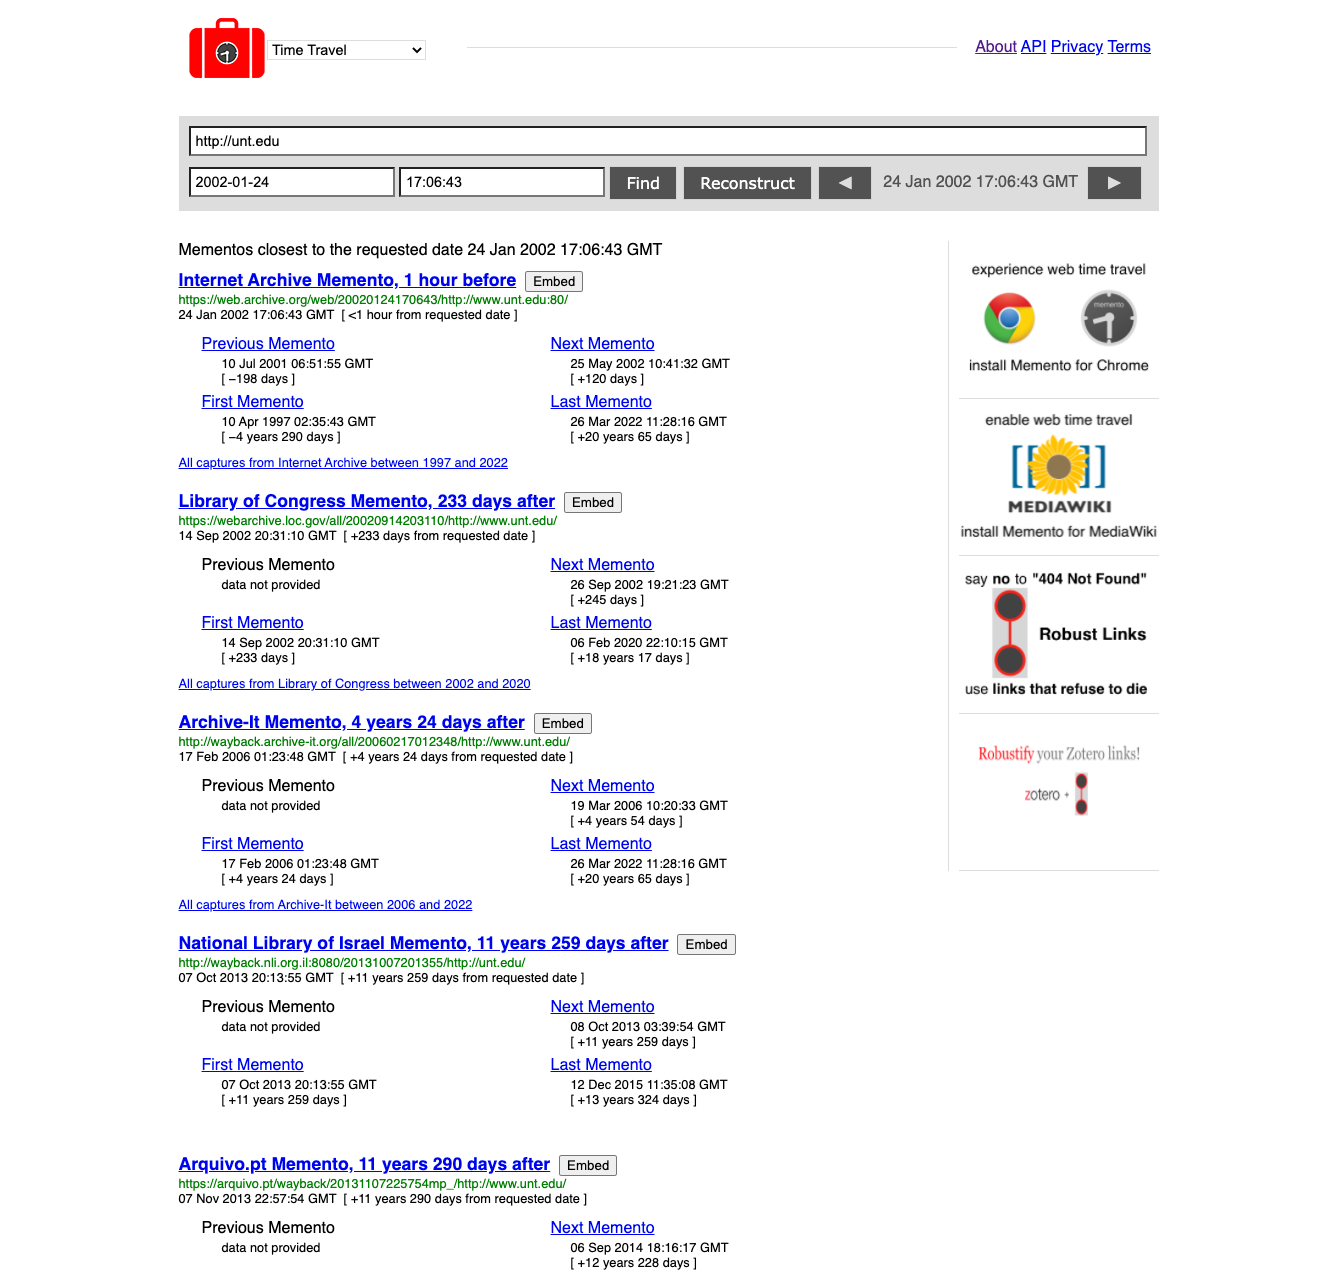 Time Travel
About API Privacy Terms
http://unt.edu
2002-01-24 17:06:43 Find Reconstruct ◀ 24 Jan 2002 17:06:43 GMT ▶
Mementos closest to the requested date 24 Jan 2002 17:06:43 GMT
Internet Archive Memento, 1 hour before Embed
https://web.archive.org/web/20020124170643/http://www.unt.edu:80/
24 Jan 2002 17:06:43 GMT [ <1 hour from requested date ]
Previous Memento
10 Jul 2001 06:51:55 GMT
[ −198 days ]
Next Memento
25 May 2002 10:41:32 GMT
[ +120 days ]
First Memento
10 Apr 1997 02:35:43 GMT
[ −4 years 290 days ]
Last Memento
26 Mar 2022 11:28:16 GMT
[ +20 years 65 days ]
All captures from Internet Archive between 1997 and 2022
Library of Congress Memento, 233 days after Embed
https://webarchive.loc.gov/all/20020914203110/http://www.unt.edu/
14 Sep 2002 20:31:10 GMT [ +233 days from requested date ]
Previous Memento
data not provided
Next Memento
26 Sep 2002 19:21:23 GMT
[ +245 days ]
First Memento
14 Sep 2002 20:31:10 GMT
[ +233 days ]
Last Memento
06 Feb 2020 22:10:15 GMT
[ +18 years 17 days ]
All captures from Library of Congress between 2002 and 2020
Archive-It Memento, 4 years 24 days after Embed
http://wayback.archive-it.org/all/20060217012348/http://www.unt.edu/
17 Feb 2006 01:23:48 GMT [ +4 years 24 days from requested date ]
Previous Memento
data not provided
Next Memento
19 Mar 2006 10:20:33 GMT
[ +4 years 54 days ]
First Memento
17 Feb 2006 01:23:48 GMT
[ +4 years 24 days ]
Last Memento
26 Mar 2022 11:28:16 GMT
[ +20 years 65 days ]
All captures from Archive-It between 2006 and 2022
National Library of Israel Memento, 11 years 259 days after Embed
http://wayback.nli.org.il:8080/20131007201355/http://unt.edu/
07 Oct 2013 20:13:55 GMT [ +11 years 259 days from requested date ]
Previous Memento
data not provided
Next Memento
08 Oct 2013 03:39:54 GMT
[ +11 years 259 days ]
First Memento
07 Oct 2013 20:13:55 GMT
[ +11 years 259 days ]
Last Memento
12 Dec 2015 11:35:08 GMT
[ +13 years 324 days ]
Arquivo.pt Memento, 11 years 290 days after Embed
https://arquivo.pt/wayback/20131107225754mp_/http://www.unt.edu/
07 Nov 2013 22:57:54 GMT [ +11 years 290 days from requested date ]
Previous Memento
data not provided
Next Memento
06 Sep 2014 18:16:17 GMT
[ +12 years 228 days ]
experience web time travel
memento
install Memento for Chrome
enable web time travel
[[ ]]
MEDIAWIKI
install Memento for MediaWiki
say no to "404 Not Found"
Robust Links
use links that refuse to die
Robustify your Zotero links!
zotero +